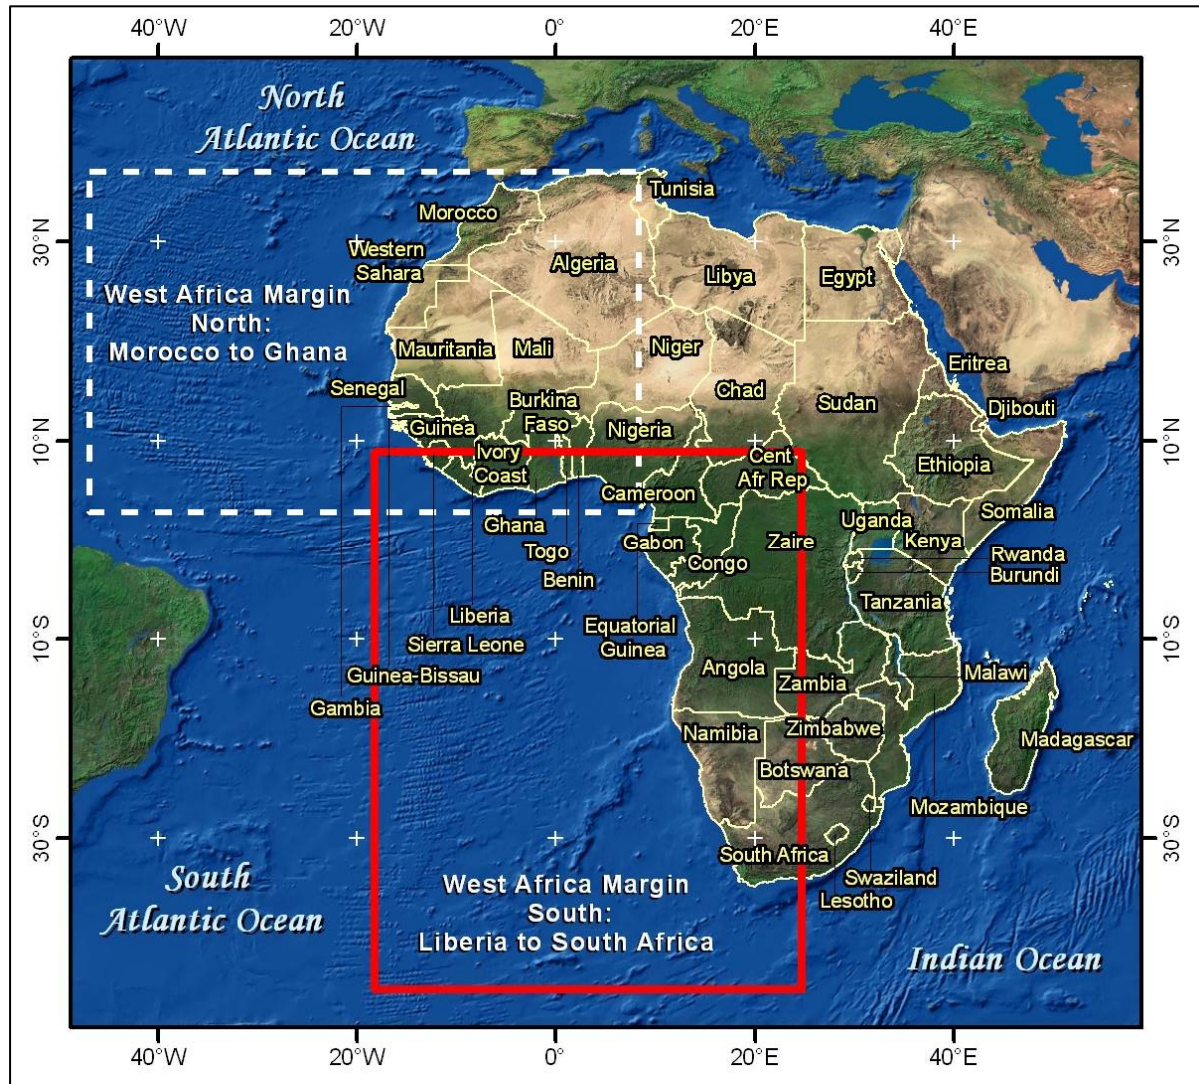 40°W 20°W 0° 20°E 40°E
North
Atlantic Ocean
Tunisia
Morocco
30°N
30°N
Western
Sahara
Algeria
Libya
Egypt
West Africa Margin
North:
Morocco to Ghana
Mauritania
Mali
Niger
Eritrea
Senegal
Chad
Burkina
Faso
Sudan
Djibouti
Guinea
Nigeria
10°N
10°N
Ivory
Coast
Cent
Afr Rep
Ethiopia
Cameroon
Somalia
Ghana
Uganda
Togo
Gabon
Zaire
Kenya
Benin
Congo
Rwanda
Burundi
Tanzania
Liberia
Equatorial
Guinea
10°S
10°S
Sierra Leone
Guinea-Bissau
Angola
Zambia
Malawi
Gambia
Namibia
Zimbabwe
Madagascar
Botswana
Mozambique
30°S
30°S
South Africa
Swaziland
Lesotho
South
Atlantic Ocean
West Africa Margin
South:
Liberia to South Africa
Indian Ocean
40°W 20°W 0° 20°E 40°E